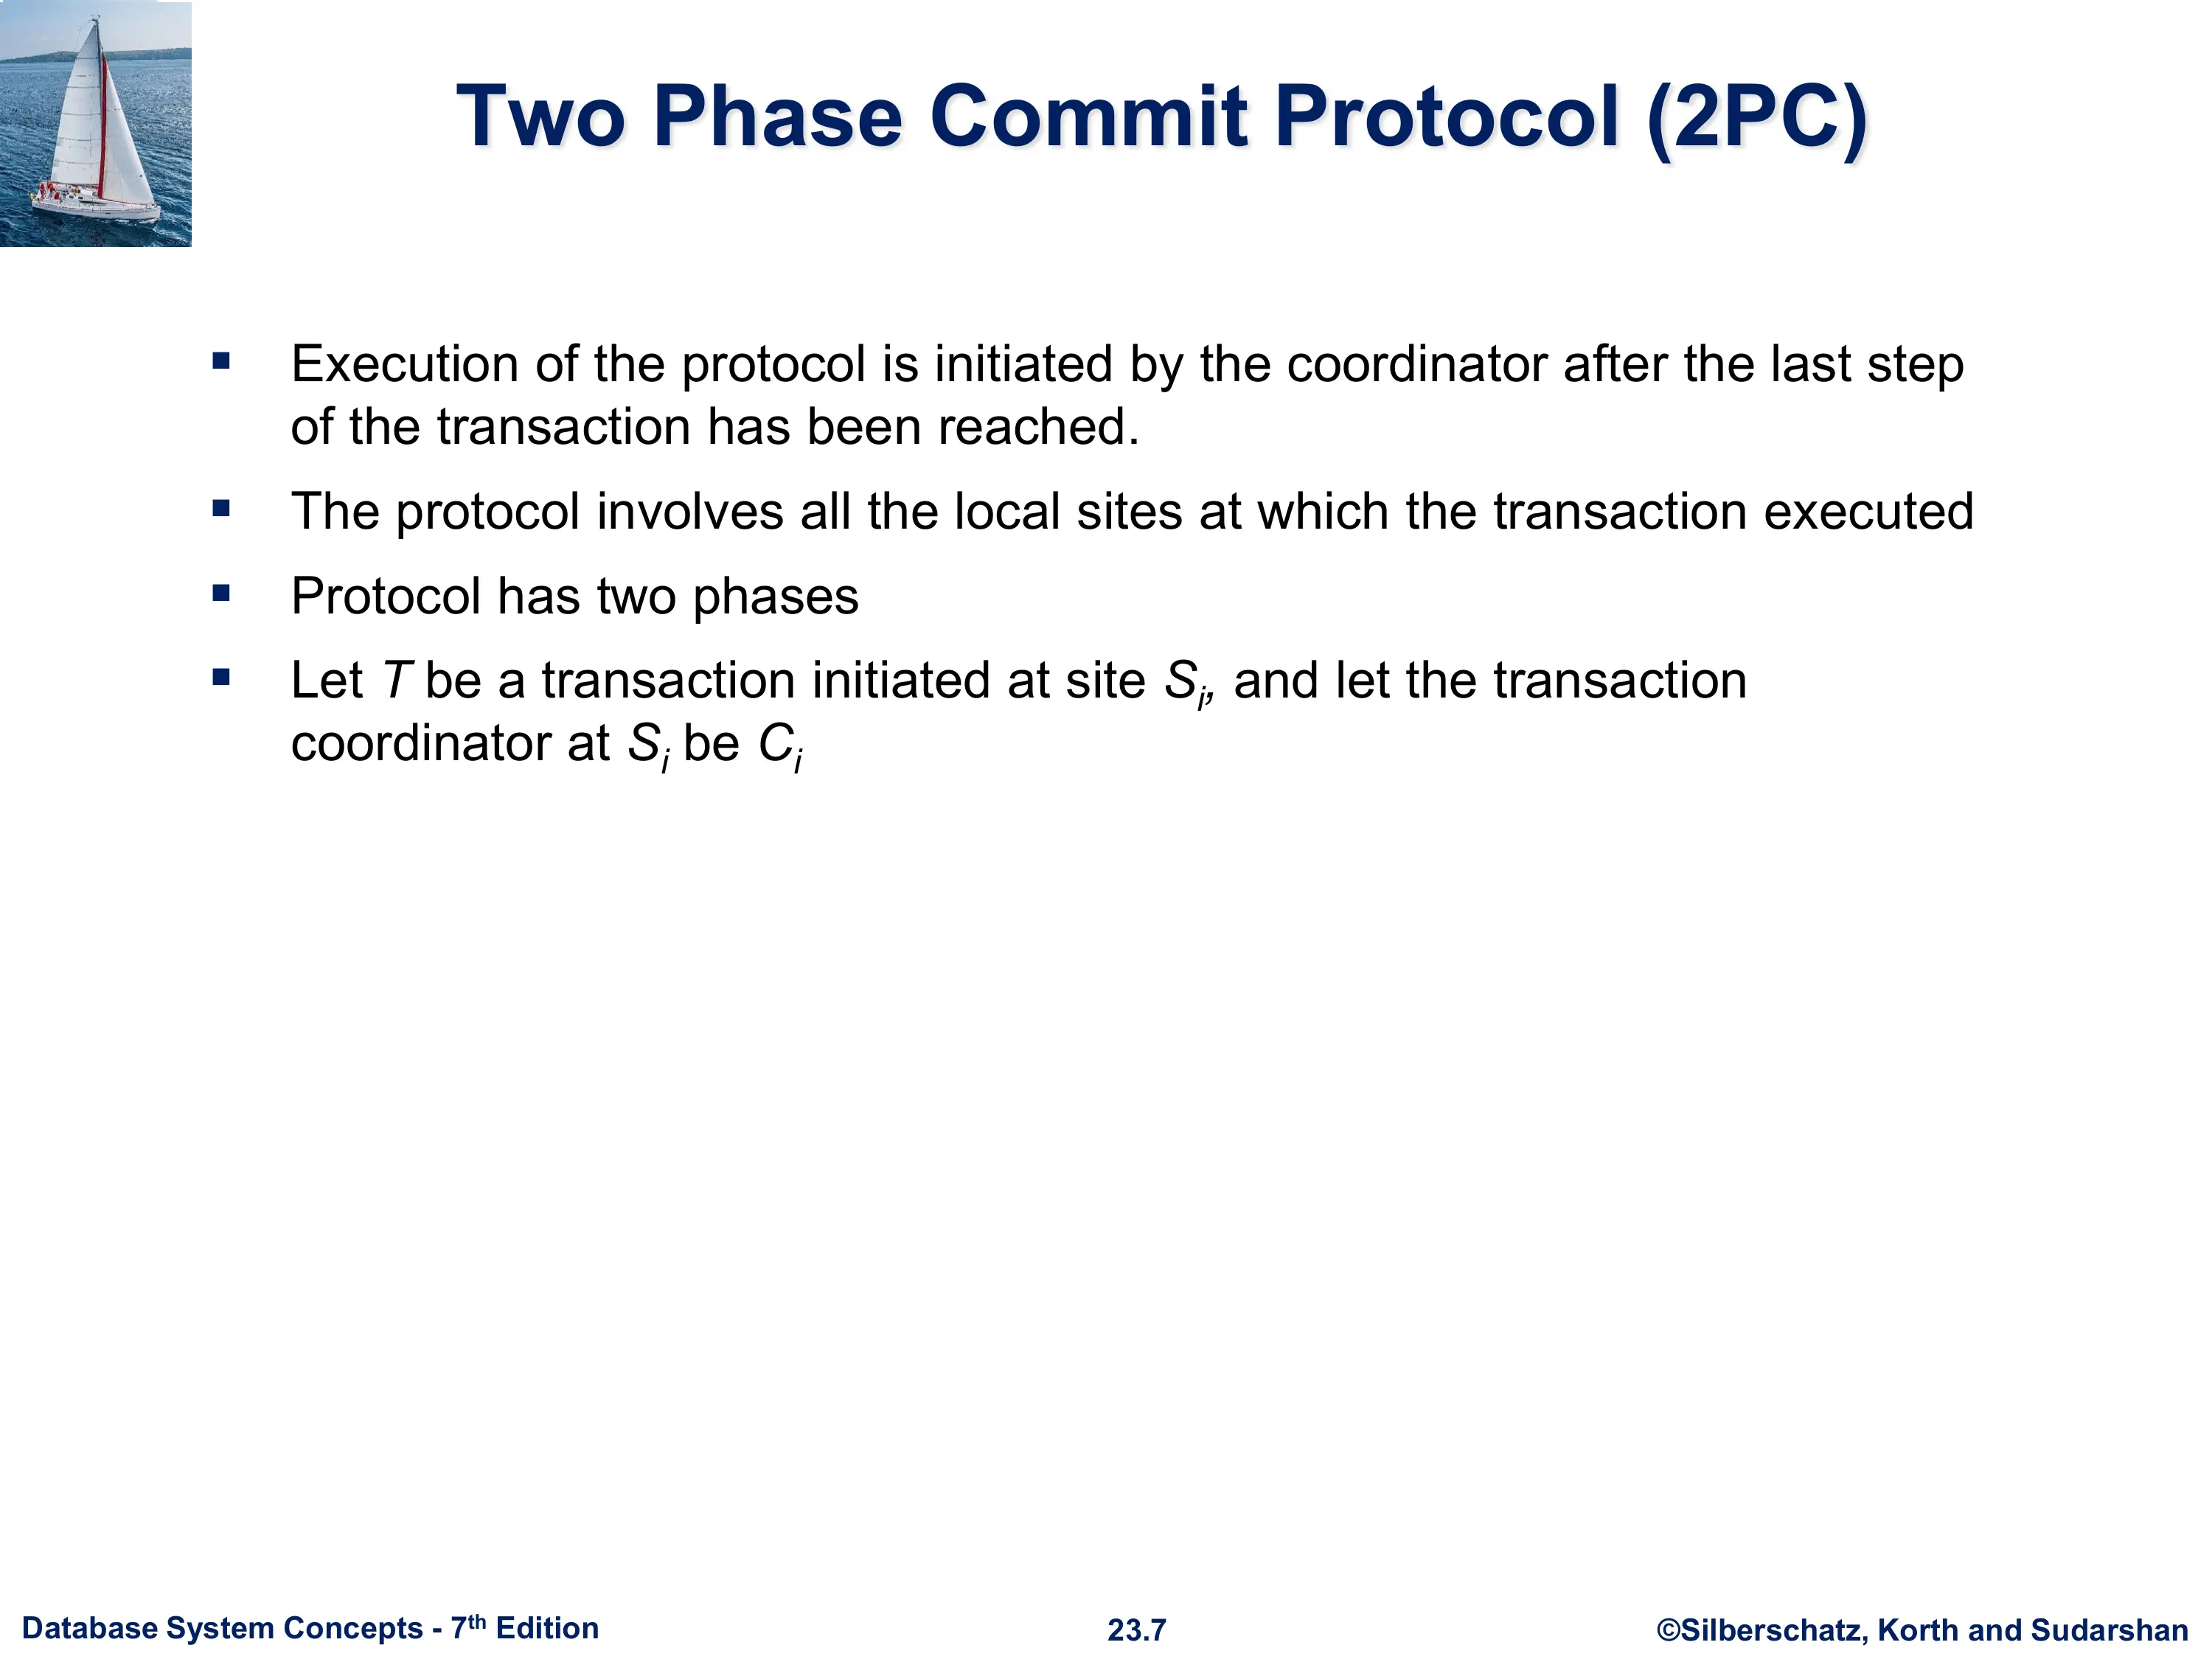 Two Phase Commit Protocol (2PC)
▪ Execution of the protocol is initiated by the coordinator after the last step
of the transaction has been reached.
▪ The protocol involves all the local sites at which the transaction executed
▪ Protocol has two phases
▪ Let T be a transaction initiated at site Si, and let the transaction
coordinator at Si be Ci
Database System Concepts - 7th Edition
23.7
©Silberschatz, Korth and Sudarshan